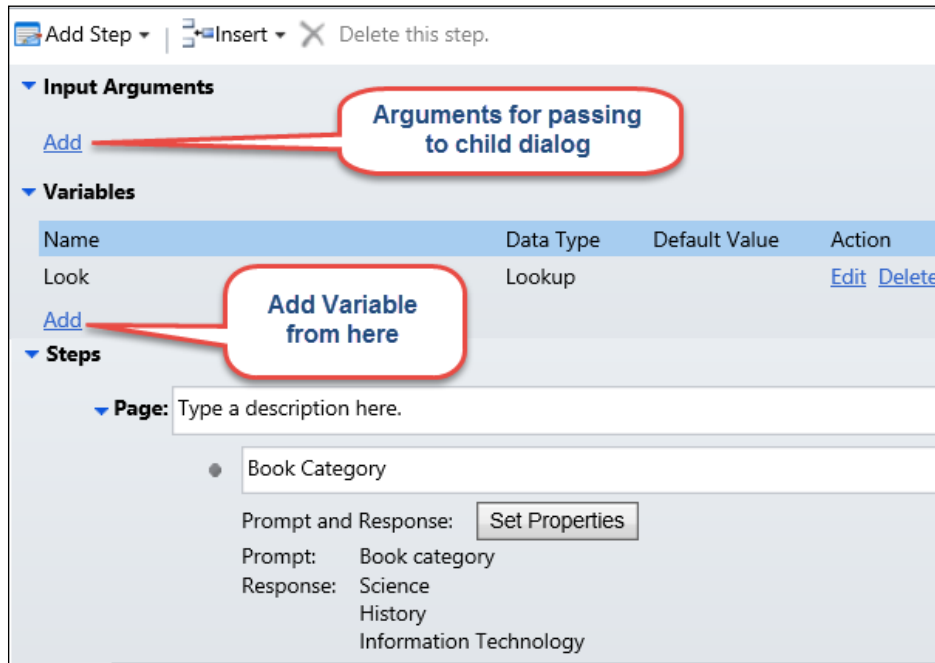 Add Step Insert Delete this step.
Input Arguments
Arguments for passing
to child dialog
Add
Variables
Name Data Type Default Value Action
Look Lookup Edit Delete
Add Variable
from here
Add
Steps
Page: Type a description here.
Book Category
Prompt and Response: Set Properties
Prompt: Book category
Response: Science
History
Information Technology